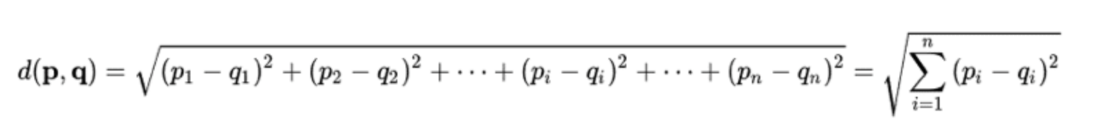 d(p, q) = √((p₁ − q₁)² + (p₂ − q₂)² + ⋯ + (pᵢ − qᵢ)² + ⋯ + (pₙ − qₙ)²) = √(∑ᵢ₌₁ⁿ (pᵢ − qᵢ)²)